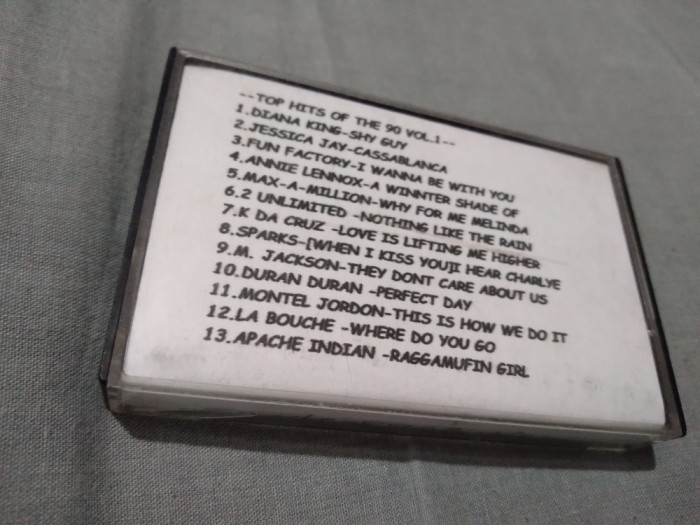 --TOP HITS OF THE 90 VOL.1--
1.DIANA KING-SHY GUY
2.JESSICA JAY-CASSABLANCA
3.FUN FACTORY-I WANNA BE WITH YOU
4.ANNIE LENNOX-A WINNTER SHADE OF
5.MAX-A-MILLION-WHY FOR ME MELINDA
6.2 UNLIMITED -NOTHING LIKE THE RAIN
7.K DA CRUZ -LOVE IS LIFTING ME HIGHER
8.SPARKS-[WHEN I KISS YOU]I HEAR CHARLYE
9.M. JACKSON-THEY DONT CARE ABOUT US
10.DURAN DURAN -PERFECT DAY
11.MONTEL JORDON-THIS IS HOW WE DO IT
12.LA BOUCHE -WHERE DO YOU GO
13.APACHE INDIAN -RAGGAMUFIN GIRL